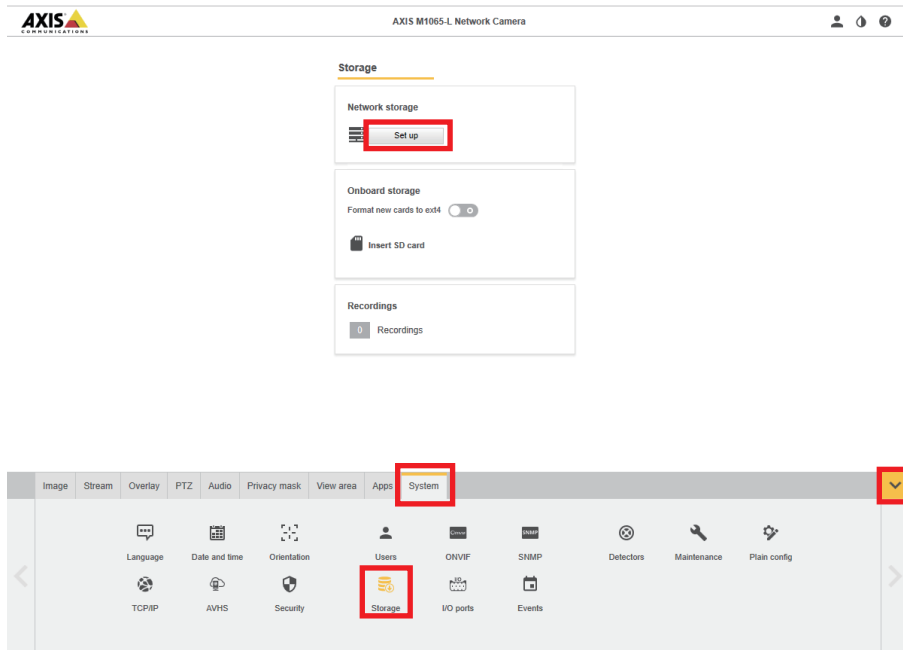 AXIS
COMMUNICATIONS
AXIS M1065-L Network Camera
Storage
Network storage
Set up
Onboard storage
Format new cards to ext4
Insert SD card
Recordings
0 Recordings
Image Stream Overlay PTZ Audio Privacy mask View area Apps System
Language Date and time Orientation Users ONVIF SNMP Detectors Maintenance Plain config
TCP/IP AVHS Security Storage I/O ports Events